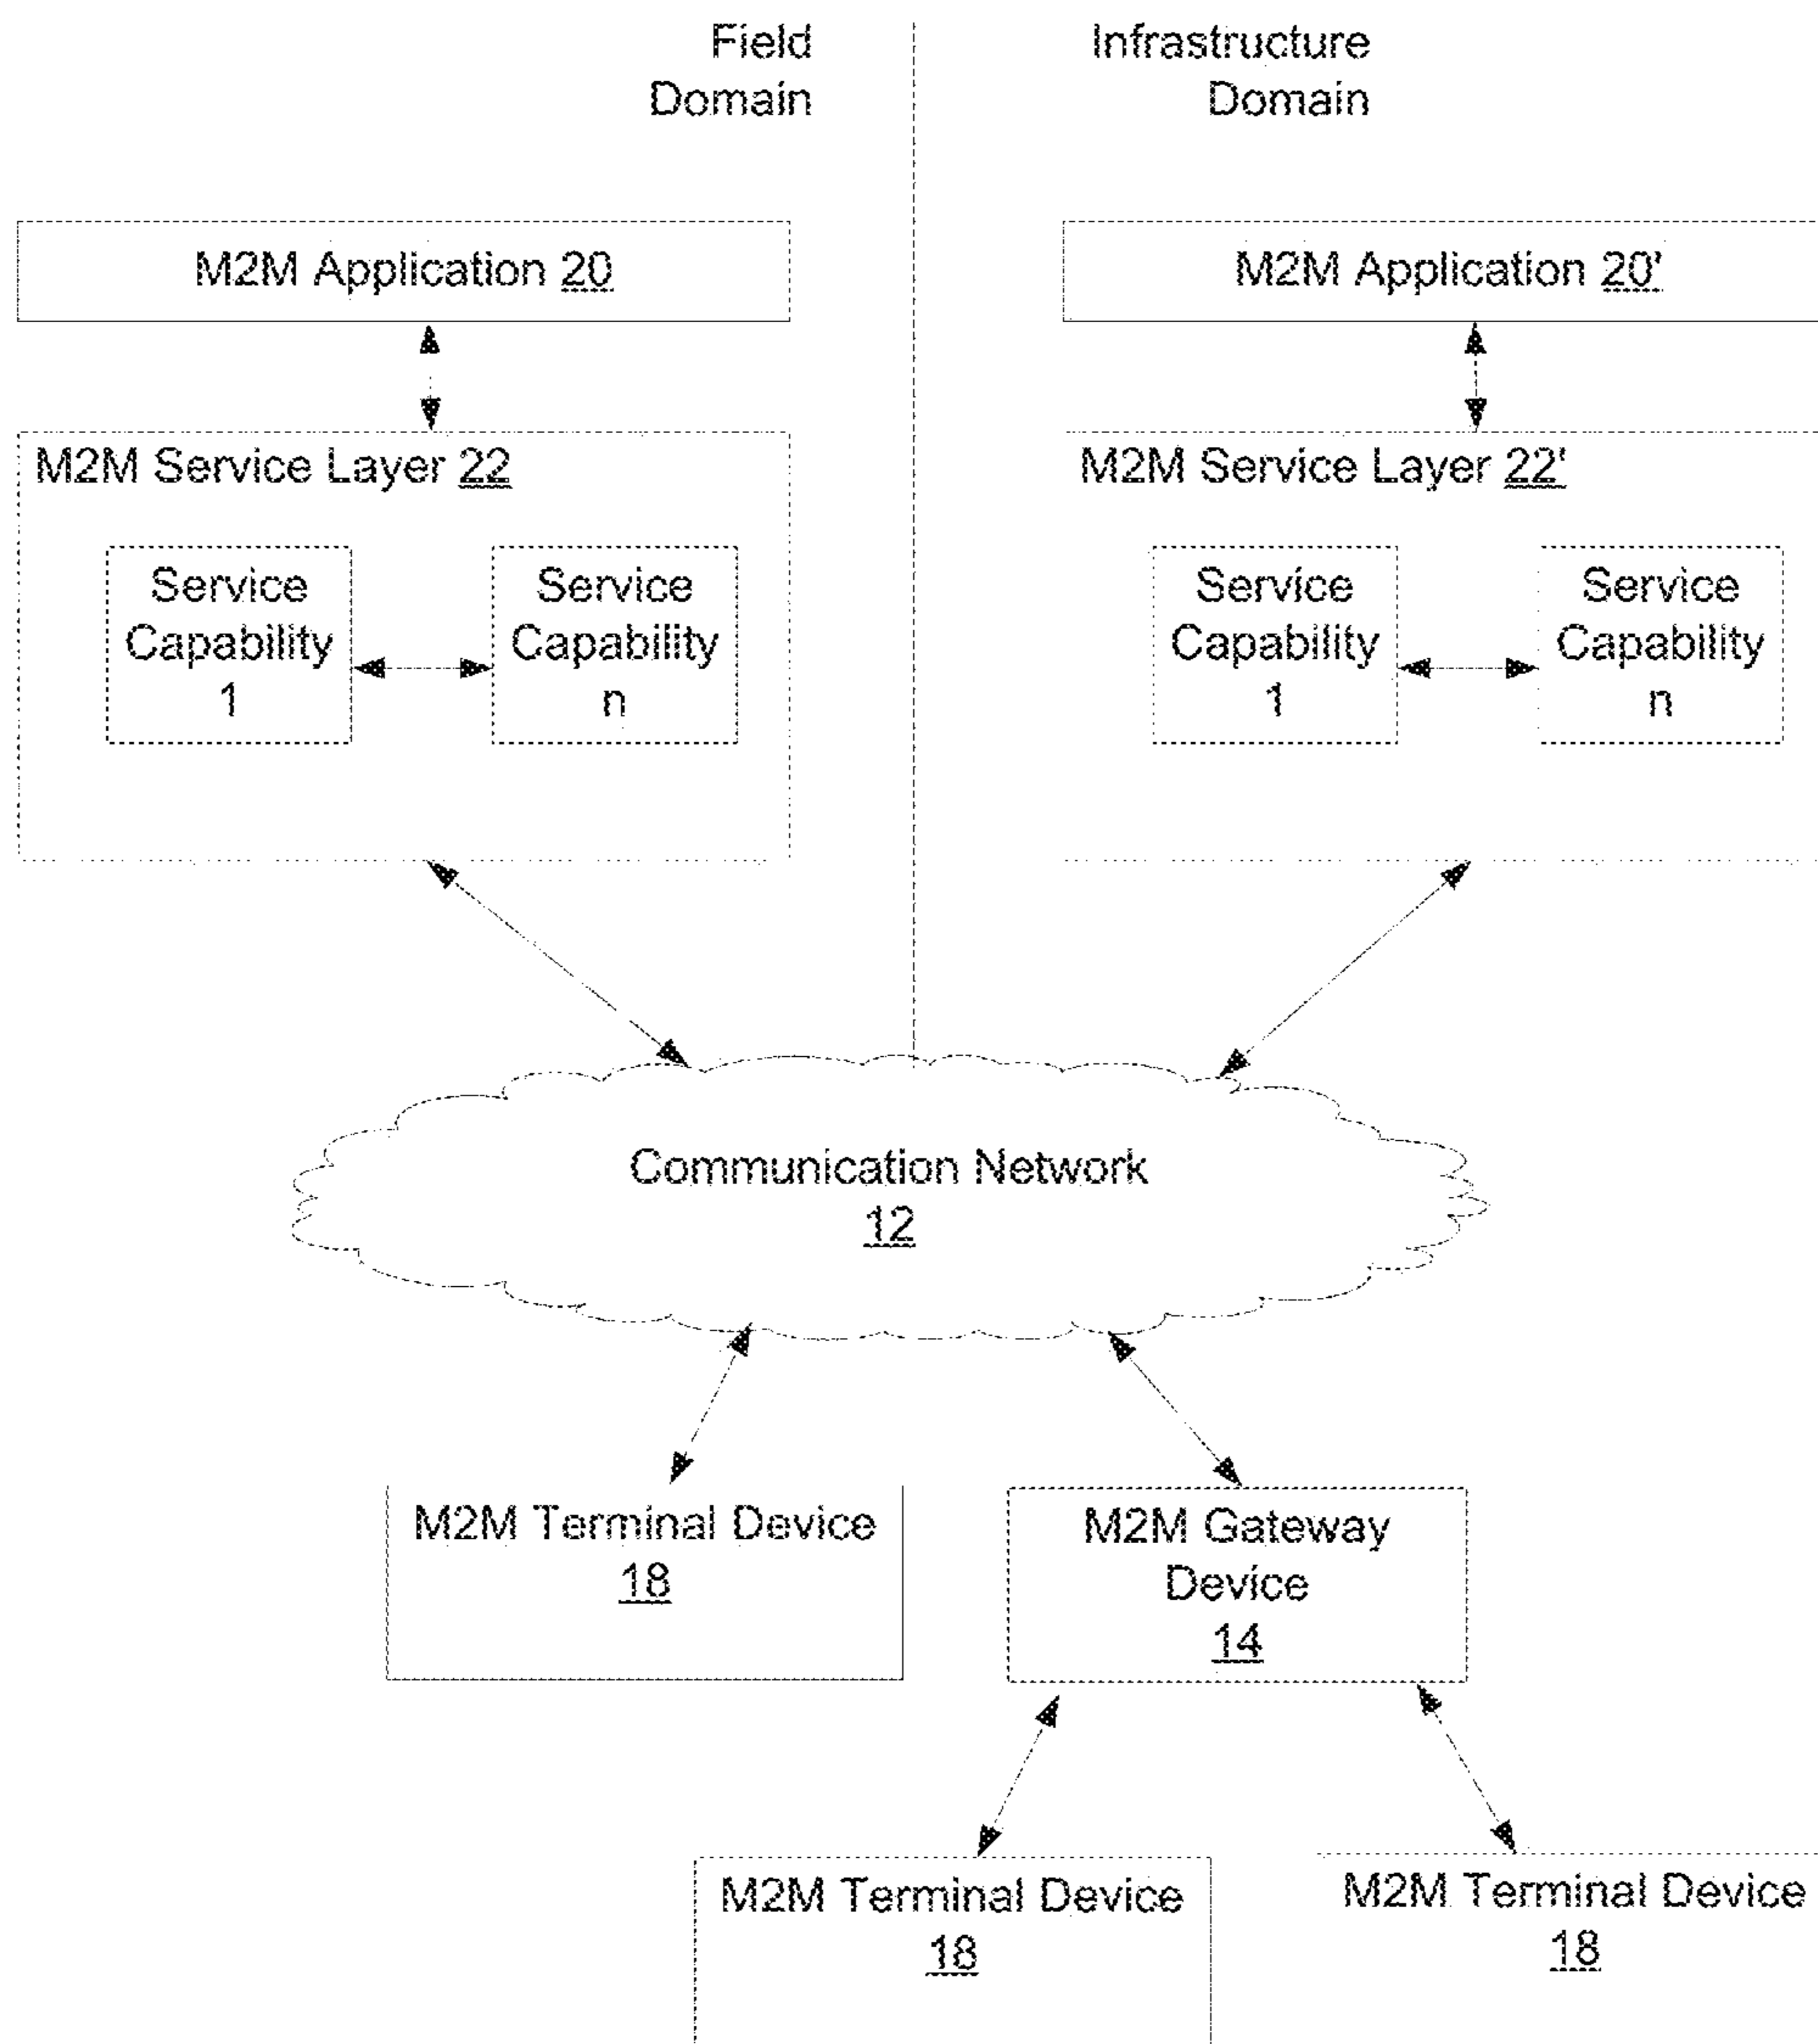 Field
Domain
Infrastructure
Domain
M2M Application 20
M2M Application 20'
M2M Service Layer 22
Service
Capability
1
Service
Capability
n
M2M Service Layer 22'
Service
Capability
1
Service
Capability
n
Communication Network
12
M2M Terminal Device
18
M2M Gateway
Device
14
M2M Terminal Device
18
M2M Terminal Device
18